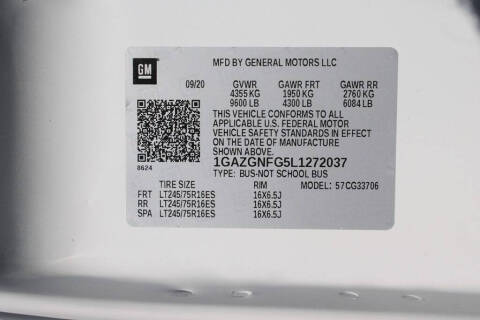 GM
MFD BY GENERAL MOTORS LLC
09/20 GVWR GAWR FRT GAWR RR
4355 KG 1950 KG 2760 KG
9600 LB 4300 LB 6084 LB
THIS VEHICLE CONFORMS TO ALL
APPLICABLE U.S. FEDERAL MOTOR
VEHICLE SAFETY STANDARDS IN EFFECT
ON THE DATE OF MANUFACTURE
SHOWN ABOVE.
1GAZGNFG5L1272037
8624 TYPE: BUS-NOT SCHOOL BUS
TIRE SIZE RIM MODEL: 57CG33706
FRT LT245/75R16ES 16X6.5J
RR LT245/75R16ES 16X6.5J
SPA LT245/75R16ES 16X6.5J